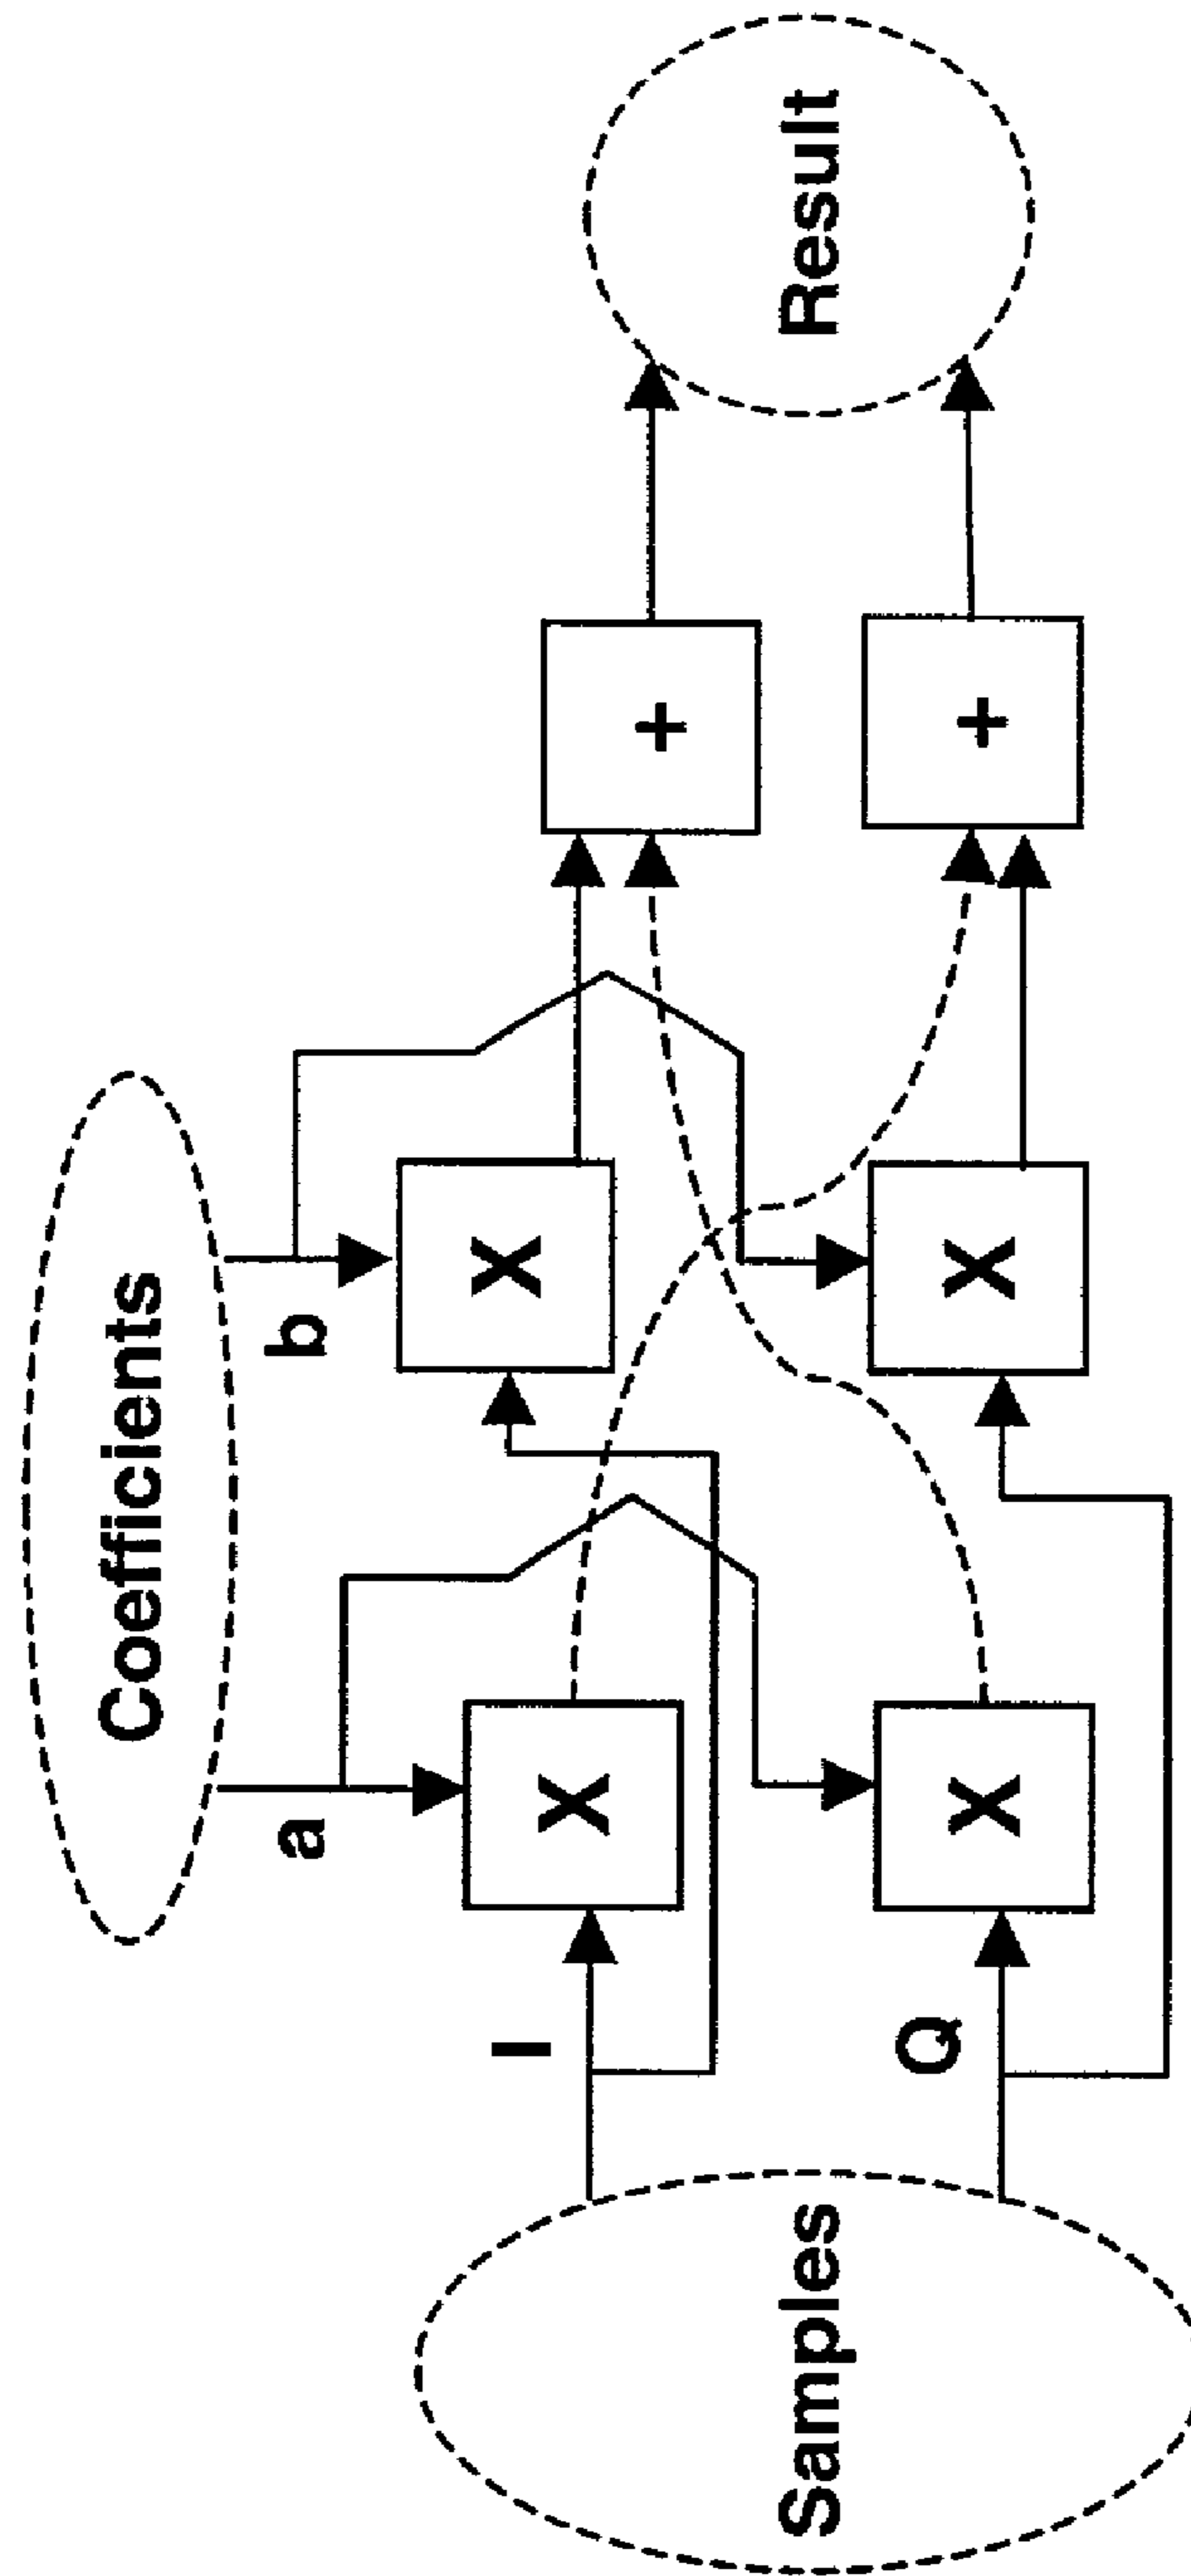 Coefficients
a
b
I
X
X
+
Samples
Result
Q
X
X
+